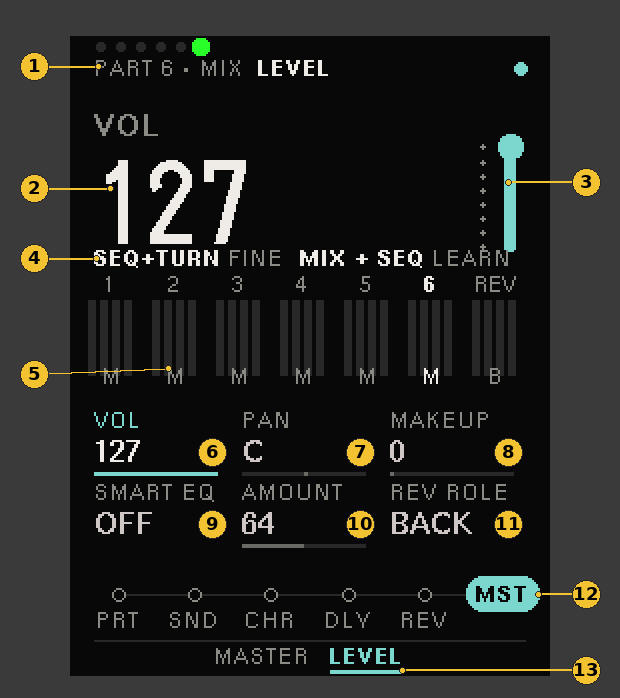 1 PART 6 · MIX LEVEL
VOL
2 127 3
4 SEQ+TURN FINE MIX + SEQ LEARN
1 2 3 4 5 6 REV
5 M M M M M M B
VOL PAN MAKEUP
127 6 C 7 0 8
SMART EQ AMOUNT REV ROLE
OFF 9 64 10 BACK 11
MST 12
PRT SND CHR DLY REV
MASTER LEVEL
13